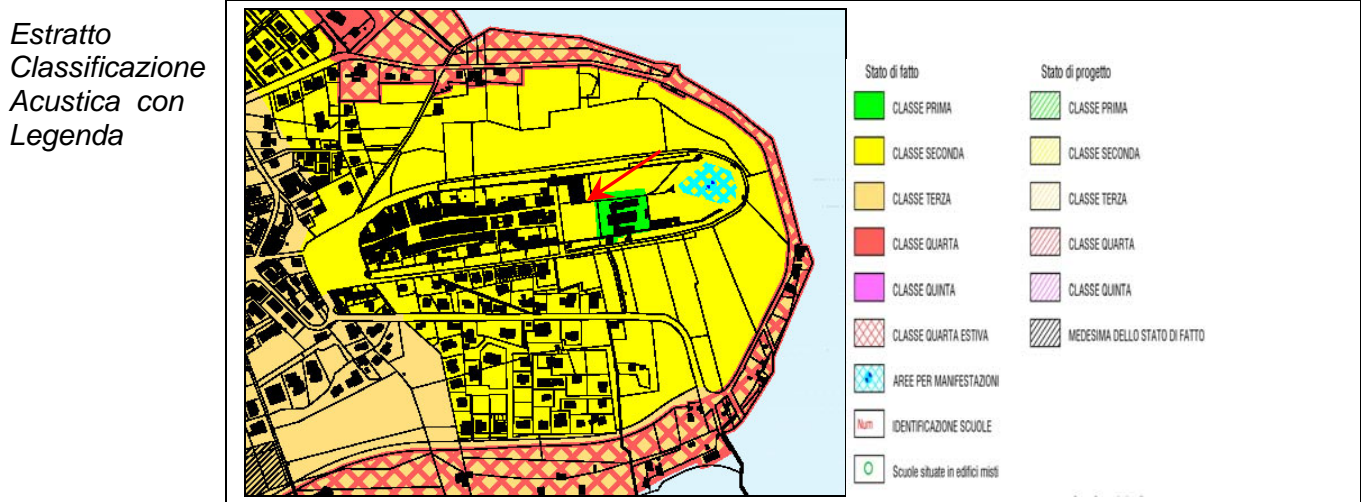 Estratto
Classificazione
Acustica con
Legenda
Stato di fatto
CLASSE PRIMA
CLASSE SECONDA
CLASSE TERZA
CLASSE QUARTA
CLASSE QUINTA
CLASSE QUARTA ESTIVA
AREE PER MANIFESTAZIONI
Num IDENTIFICAZIONE SCUOLE
Scuole situate in edifici misti
Stato di progetto
CLASSE PRIMA
CLASSE SECONDA
CLASSE TERZA
CLASSE QUARTA
CLASSE QUINTA
MEDESIMA DELLO STATO DI FATTO